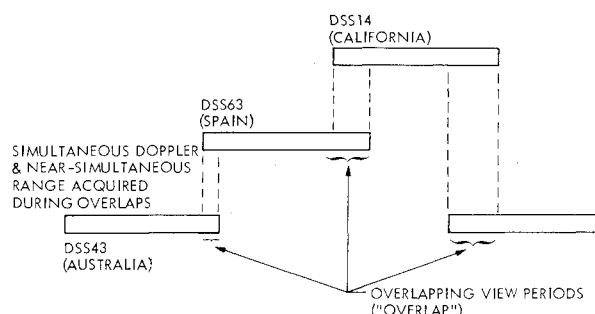 DSS14
(CALIFORNIA)
DSS63
(SPAIN)
SIMULTANEOUS DOPPLER
& NEAR-SIMULTANEOUS
RANGE ACQUIRED
DURING OVERLAPS
DSS43
(AUSTRALIA)
OVERLAPPING VIEW PERIODS
("OVERLAP")